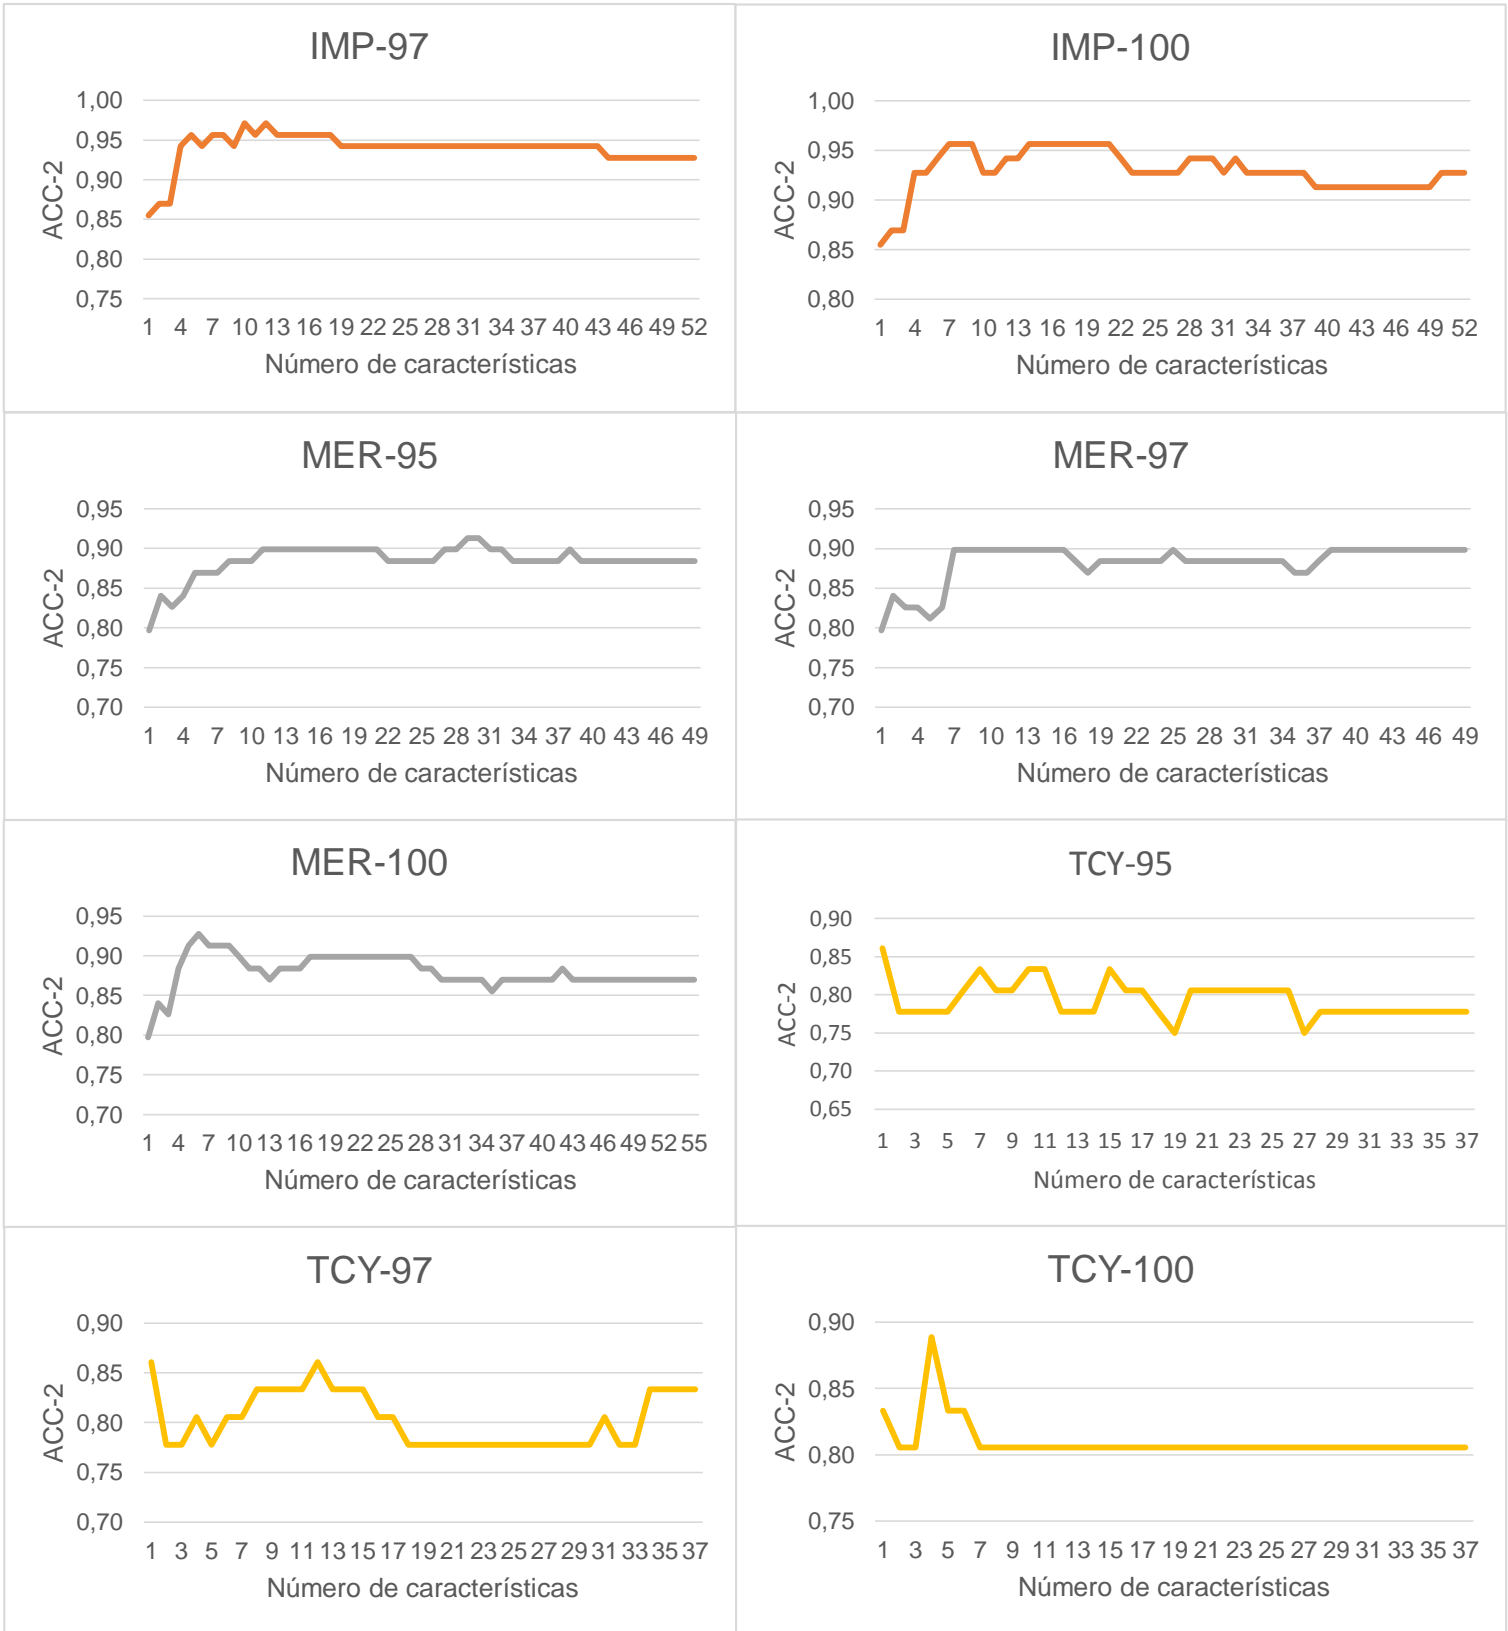 IMP-97
1,00
0,95
0,90
0,85
0,80
0,75
ACC-2
1 4 7 10 13 16 19 22 25 28 31 34 37 40 43 46 49 52
Número de características
IMP-100
1,00
0,95
0,90
0,85
0,80
ACC-2
1 4 7 10 13 16 19 22 25 28 31 34 37 40 43 46 49 52
Número de características
MER-95
0,95
0,90
0,85
0,80
0,75
0,70
ACC-2
1 4 7 10 13 16 19 22 25 28 31 34 37 40 43 46 49
Número de características
MER-97
0,95
0,90
0,85
0,80
0,75
0,70
ACC-2
1 4 7 10 13 16 19 22 25 28 31 34 37 40 43 46 49
Número de características
MER-100
0,95
0,90
0,85
0,80
0,75
0,70
ACC-2
1 4 7 10 13 16 19 22 25 28 31 34 37 40 43 46 49 52 55
Número de características
TCY-95
0,90
0,85
0,80
0,75
0,70
0,65
ACC-2
1 3 5 7 9 11 13 15 17 19 21 23 25 27 29 31 33 35 37
Número de características
TCY-97
0,90
0,85
0,80
0,75
0,70
ACC-2
1 3 5 7 9 11 13 15 17 19 21 23 25 27 29 31 33 35 37
Número de características
TCY-100
0,90
0,85
0,80
0,75
ACC-2
1 3 5 7 9 11 13 15 17 19 21 23 25 27 29 31 33 35 37
Número de características